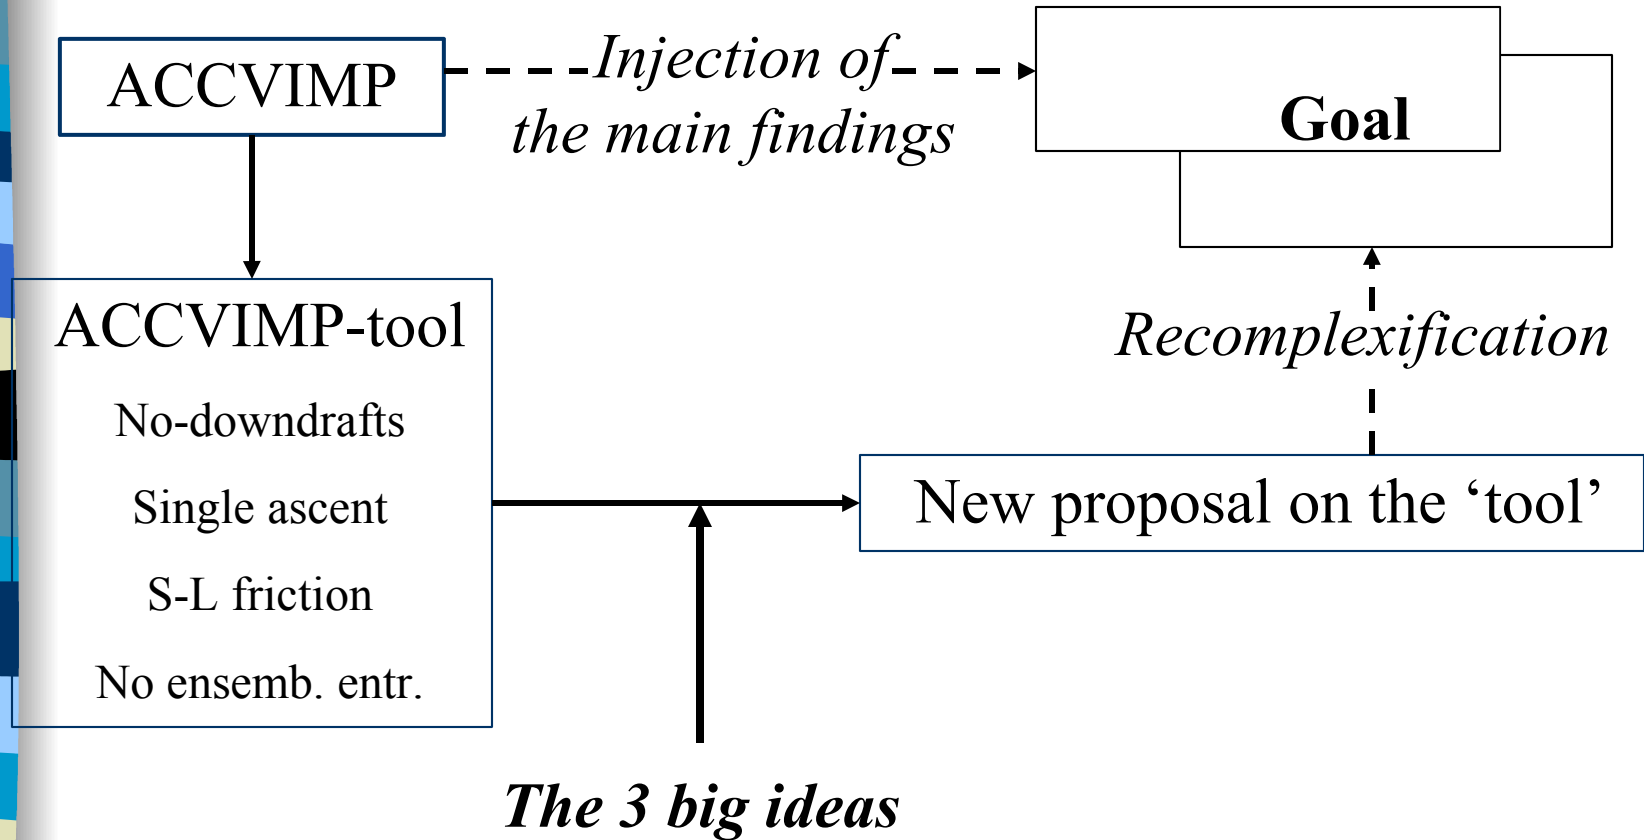 ACCVIMP
Injection of
the main findings
Goal
ACCVIMP-tool
No-downdrafts
Single ascent
S-L friction
No ensemb. entr.
Recomplexification
New proposal on the ‘tool’
The 3 big ideas